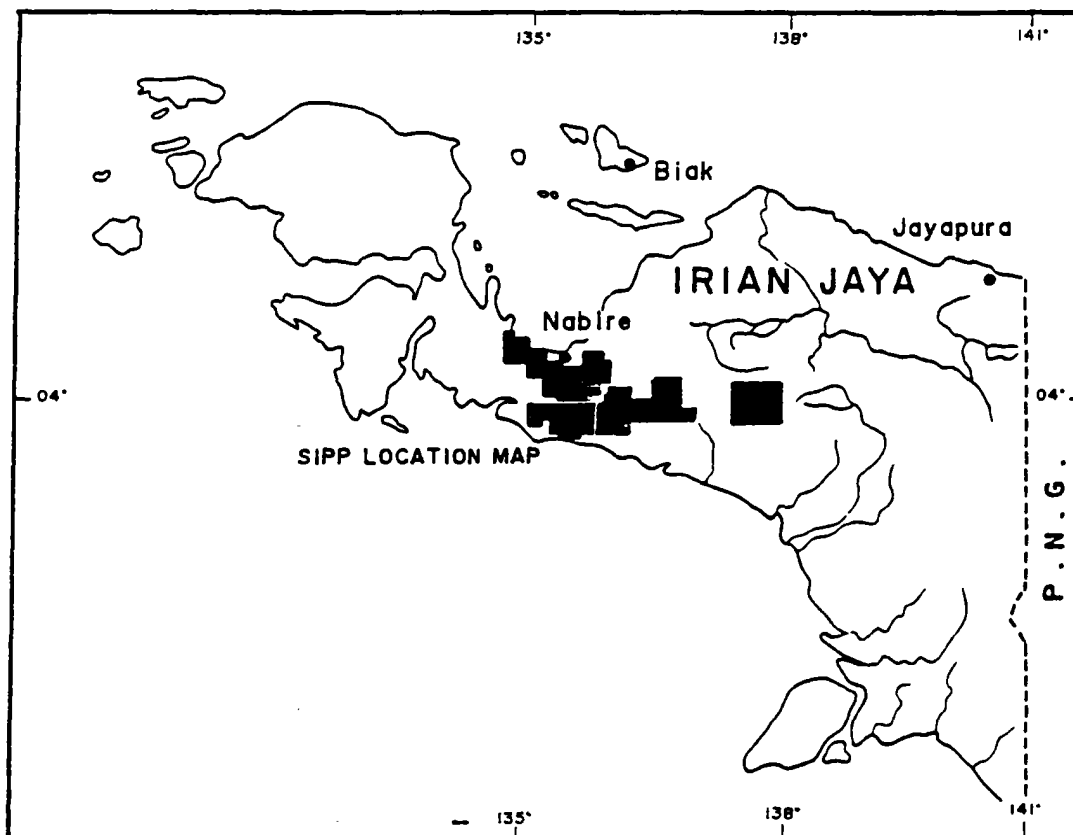 135° 138° 141°
Biak
Jayapura
IRIAN JAYA
Nabire
04° 04°
SIPP LOCATION MAP
P.N.G.
135° 138° 141°